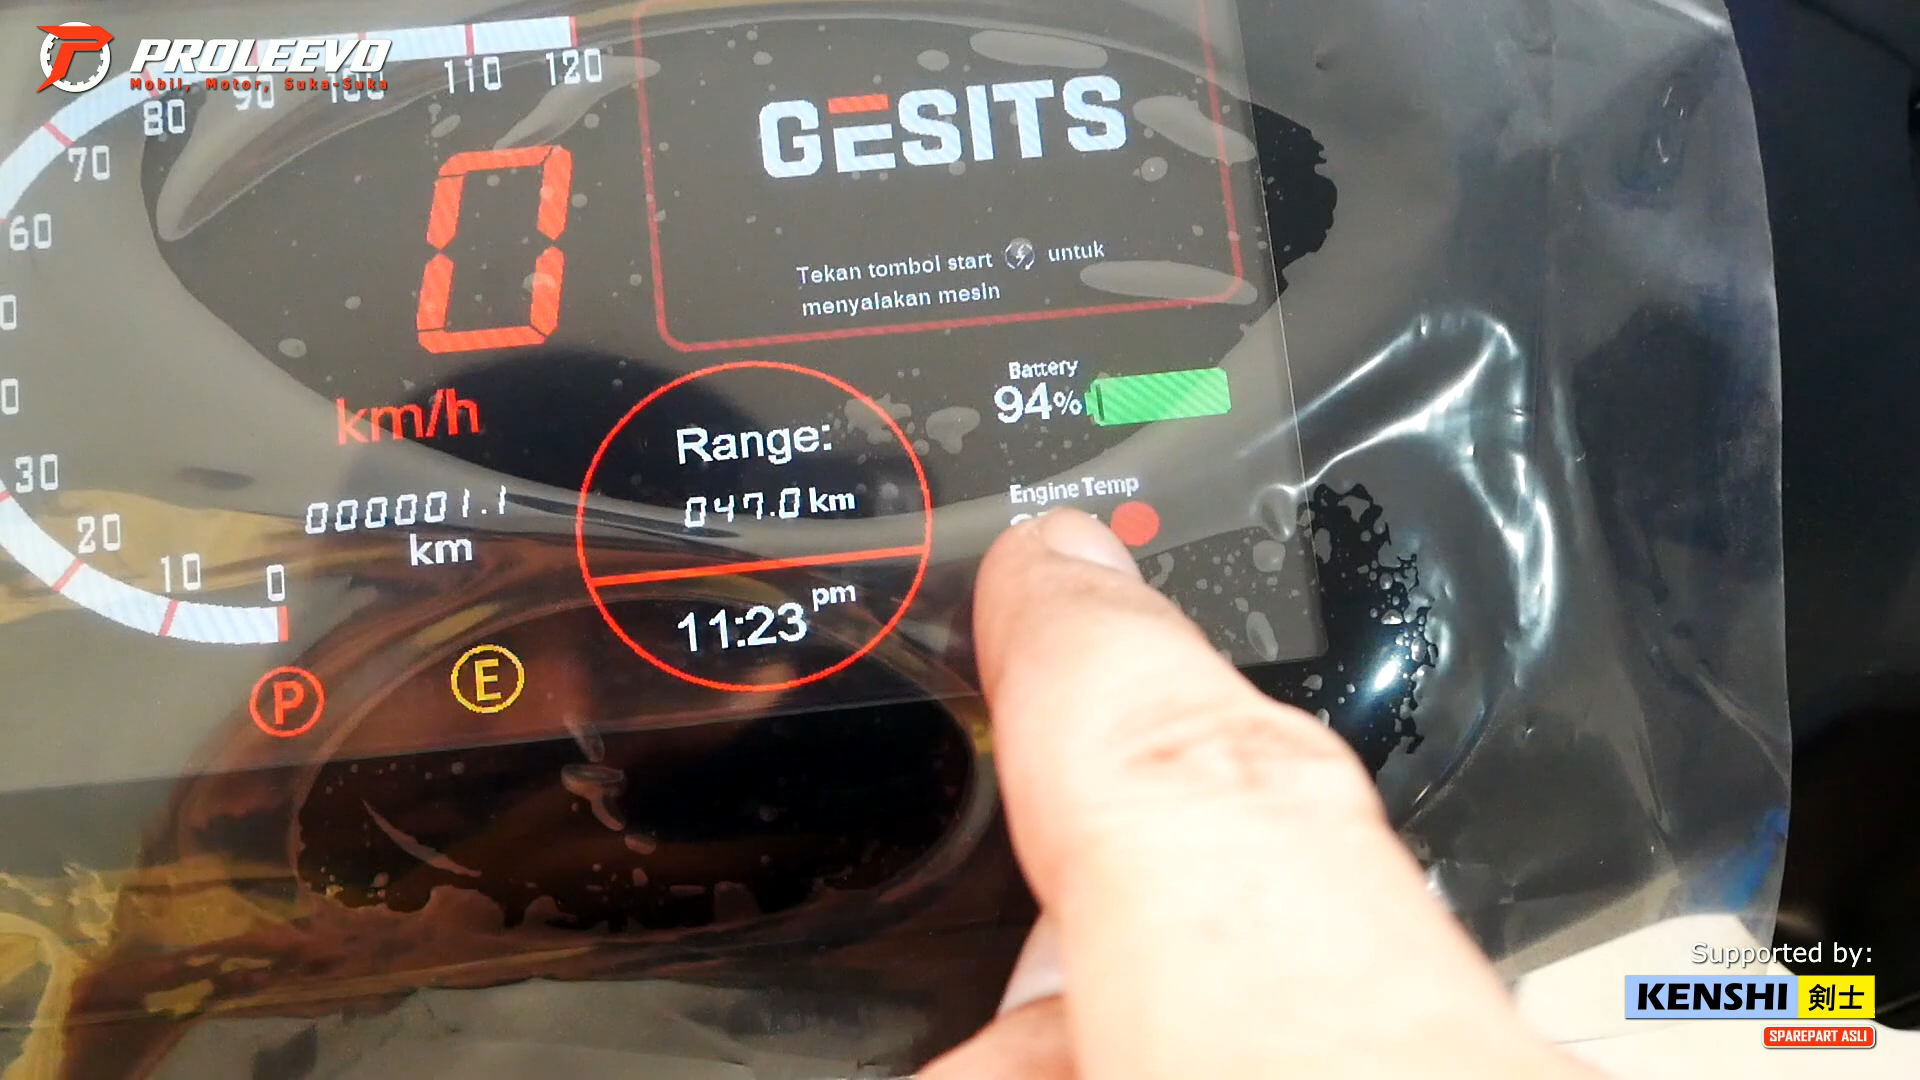 PROLEEVO
Mobil, Motor, Suka-Suka
120
110
100
90
80
70
60
30
20
10
0
0
km/h
000001.1
km
P
E
GESITS
Tekan tombol start untuk
menyalakan mesin
Range:
047.0 km
11:23 pm
Battery
94%
Engine Temp
Supported by:
KENSHI 剣士
SPAREPART ASLI